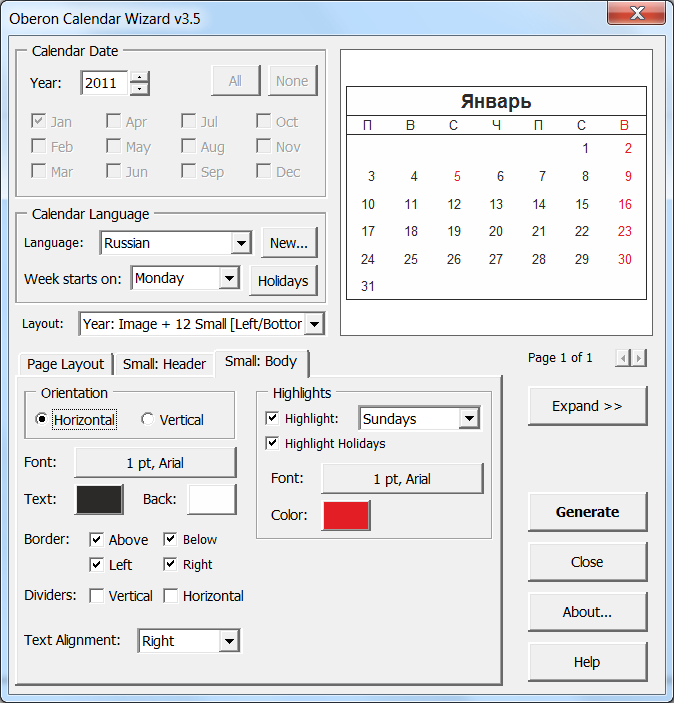 Oberon Calendar Wizard v3.5
Calendar Date
Year: 2011 All None
Jan Apr Jul Oct
Feb May Aug Nov
Mar Jun Sep Dec
Calendar Language
Language: Russian New...
Week starts on: Monday Holidays
Layout: Year: Image + 12 Small [Left/Bottor
Январь
П В С Ч П С В
1 2
3 4 5 6 7 8 9
10 11 12 13 14 15 16
17 18 19 20 21 22 23
24 25 26 27 28 29 30
31
Page 1 of 1
Page Layout Small: Header Small: Body
Orientation
Horizontal Vertical
Font: 1 pt, Arial
Text: Back:
Border: Above Below
Left Right
Dividers: Vertical Horizontal
Text Alignment: Right
Highlights
Highlight: Sundays
Highlight Holidays
Font: 1 pt, Arial
Color:
Expand >>
Generate
Close
About...
Help